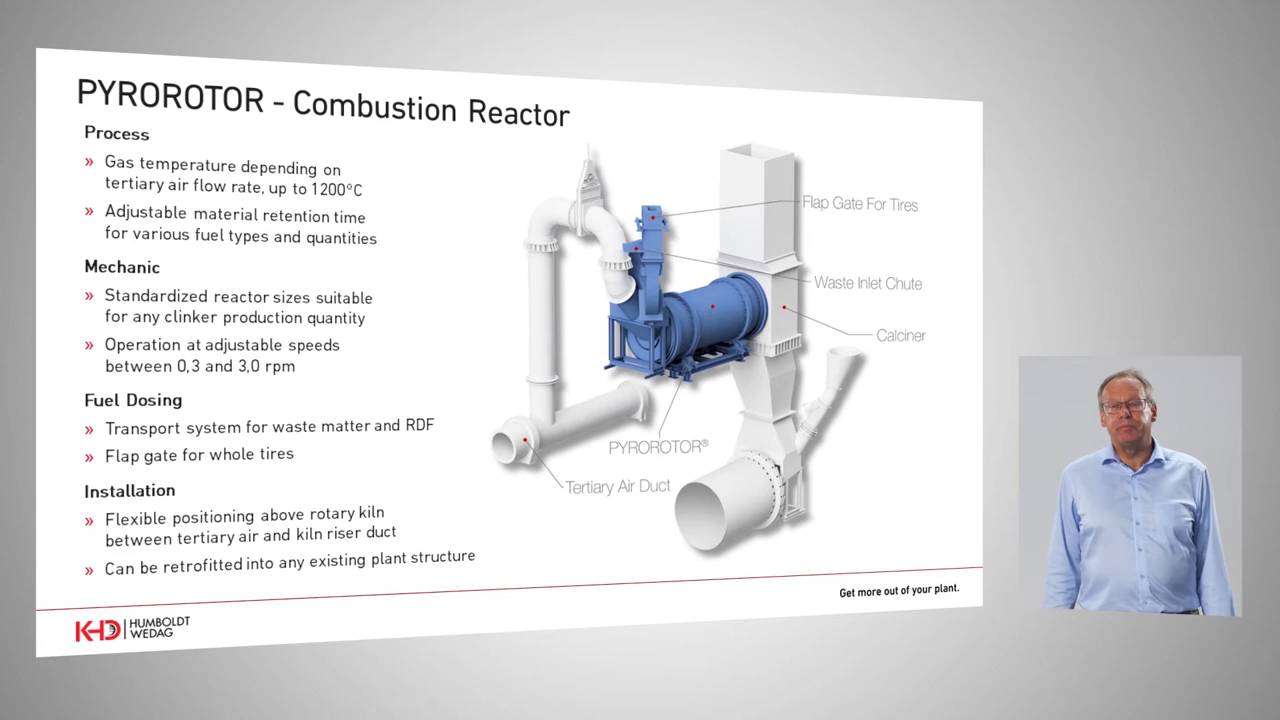 PYROROTOR - Combustion Reactor
Process
» Gas temperature depending on
tertiary air flow rate, up to 1200°C
» Adjustable material retention time
for various fuel types and quantities
Mechanic
» Standardized reactor sizes suitable
for any clinker production quantity
» Operation at adjustable speeds
between 0,3 and 3,0 rpm
Fuel Dosing
» Transport system for waste matter and RDF
» Flap gate for whole tires
Installation
» Flexible positioning above rotary kiln
between tertiary air and kiln riser duct
» Can be retrofitted into any existing plant structure
Flap Gate For Tires
Waste Inlet Chute
Calciner
PYROROTOR®
Tertiary Air Duct
Get more out of your plant.
KHD
HUMBOLDT
WEDAG